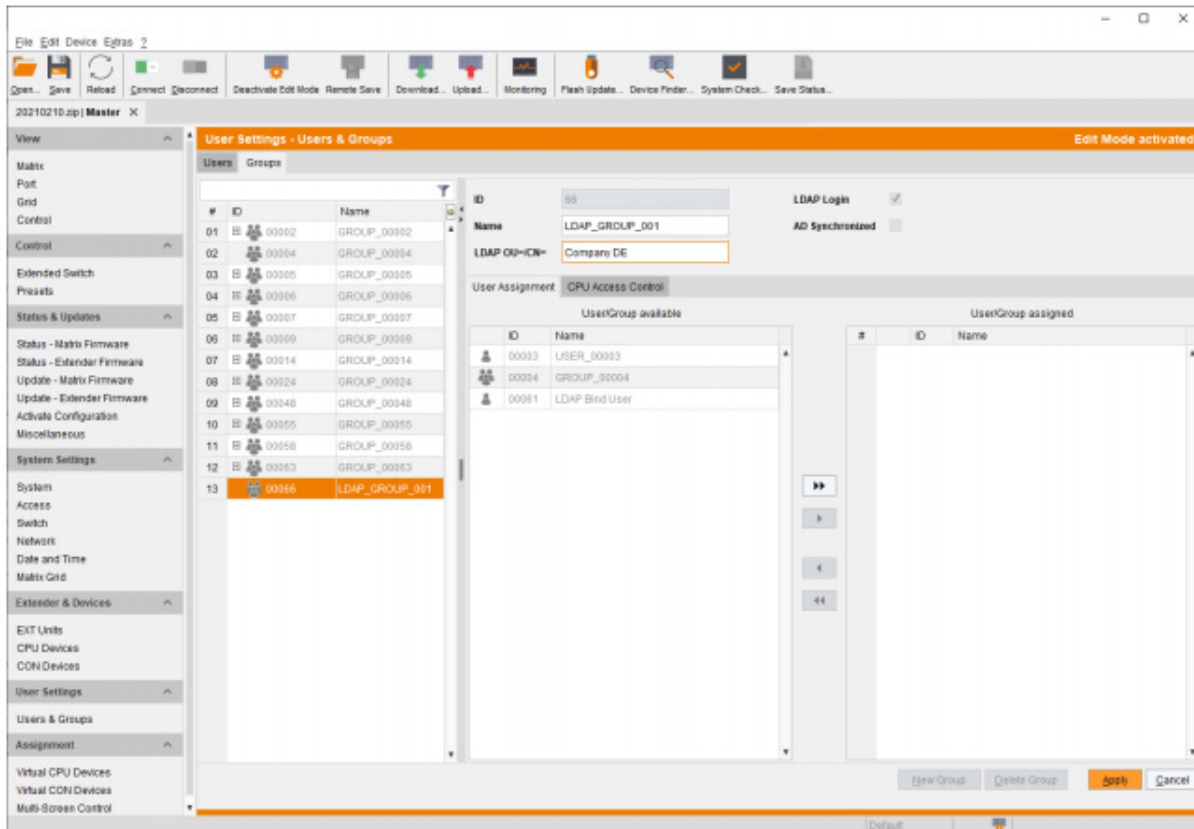 File Edit Device Extras ?
Open... Save Reload Connect Disconnect Deactivate Edit Mode Remote Save Download... Upload... Monitoring Flash Update... Device Finder... System Check... Save Status...
20210210.zip | Master X
View
Matrix
Port
Grid
Control
Control
Extended Switch
Presets
Status & Updates
Status - Matrix Firmware
Status - Extender Firmware
Update - Matrix Firmware
Update - Extender Firmware
Activate Configuration
Miscellaneous
System Settings
System
Access
Switch
Network
Date and Time
Matrix Grid
Extender & Devices
EXT Units
CPU Devices
CON Devices
User Settings
Users & Groups
Assignment
Virtual CPU Devices
Virtual CON Devices
Multi-Screen Control
User Settings - Users & Groups Edit Mode activated
Users Groups
# ID Name
01 00002 GROUP_00002
02 00004 GROUP_00004
03 00005 GROUP_00005
04 00006 GROUP_00006
05 00007 GROUP_00007
06 00009 GROUP_00009
07 00014 GROUP_00014
08 00024 GROUP_00024
09 00048 GROUP_00048
10 00055 GROUP_00055
11 00058 GROUP_00058
12 00063 GROUP_00063
13 00066 LDAP_GROUP_001
ID 66 LDAP Login
Name LDAP_GROUP_001 AD Synchronized
LDAP OU=/CN= Company DE
User Assignment CPU Access Control
User/Group available
ID Name
00003 USER_00003
00004 GROUP_00004
00061 LDAP Bind User
User/Group assigned
# ID Name
New Group Delete Group Apply Cancel
Default